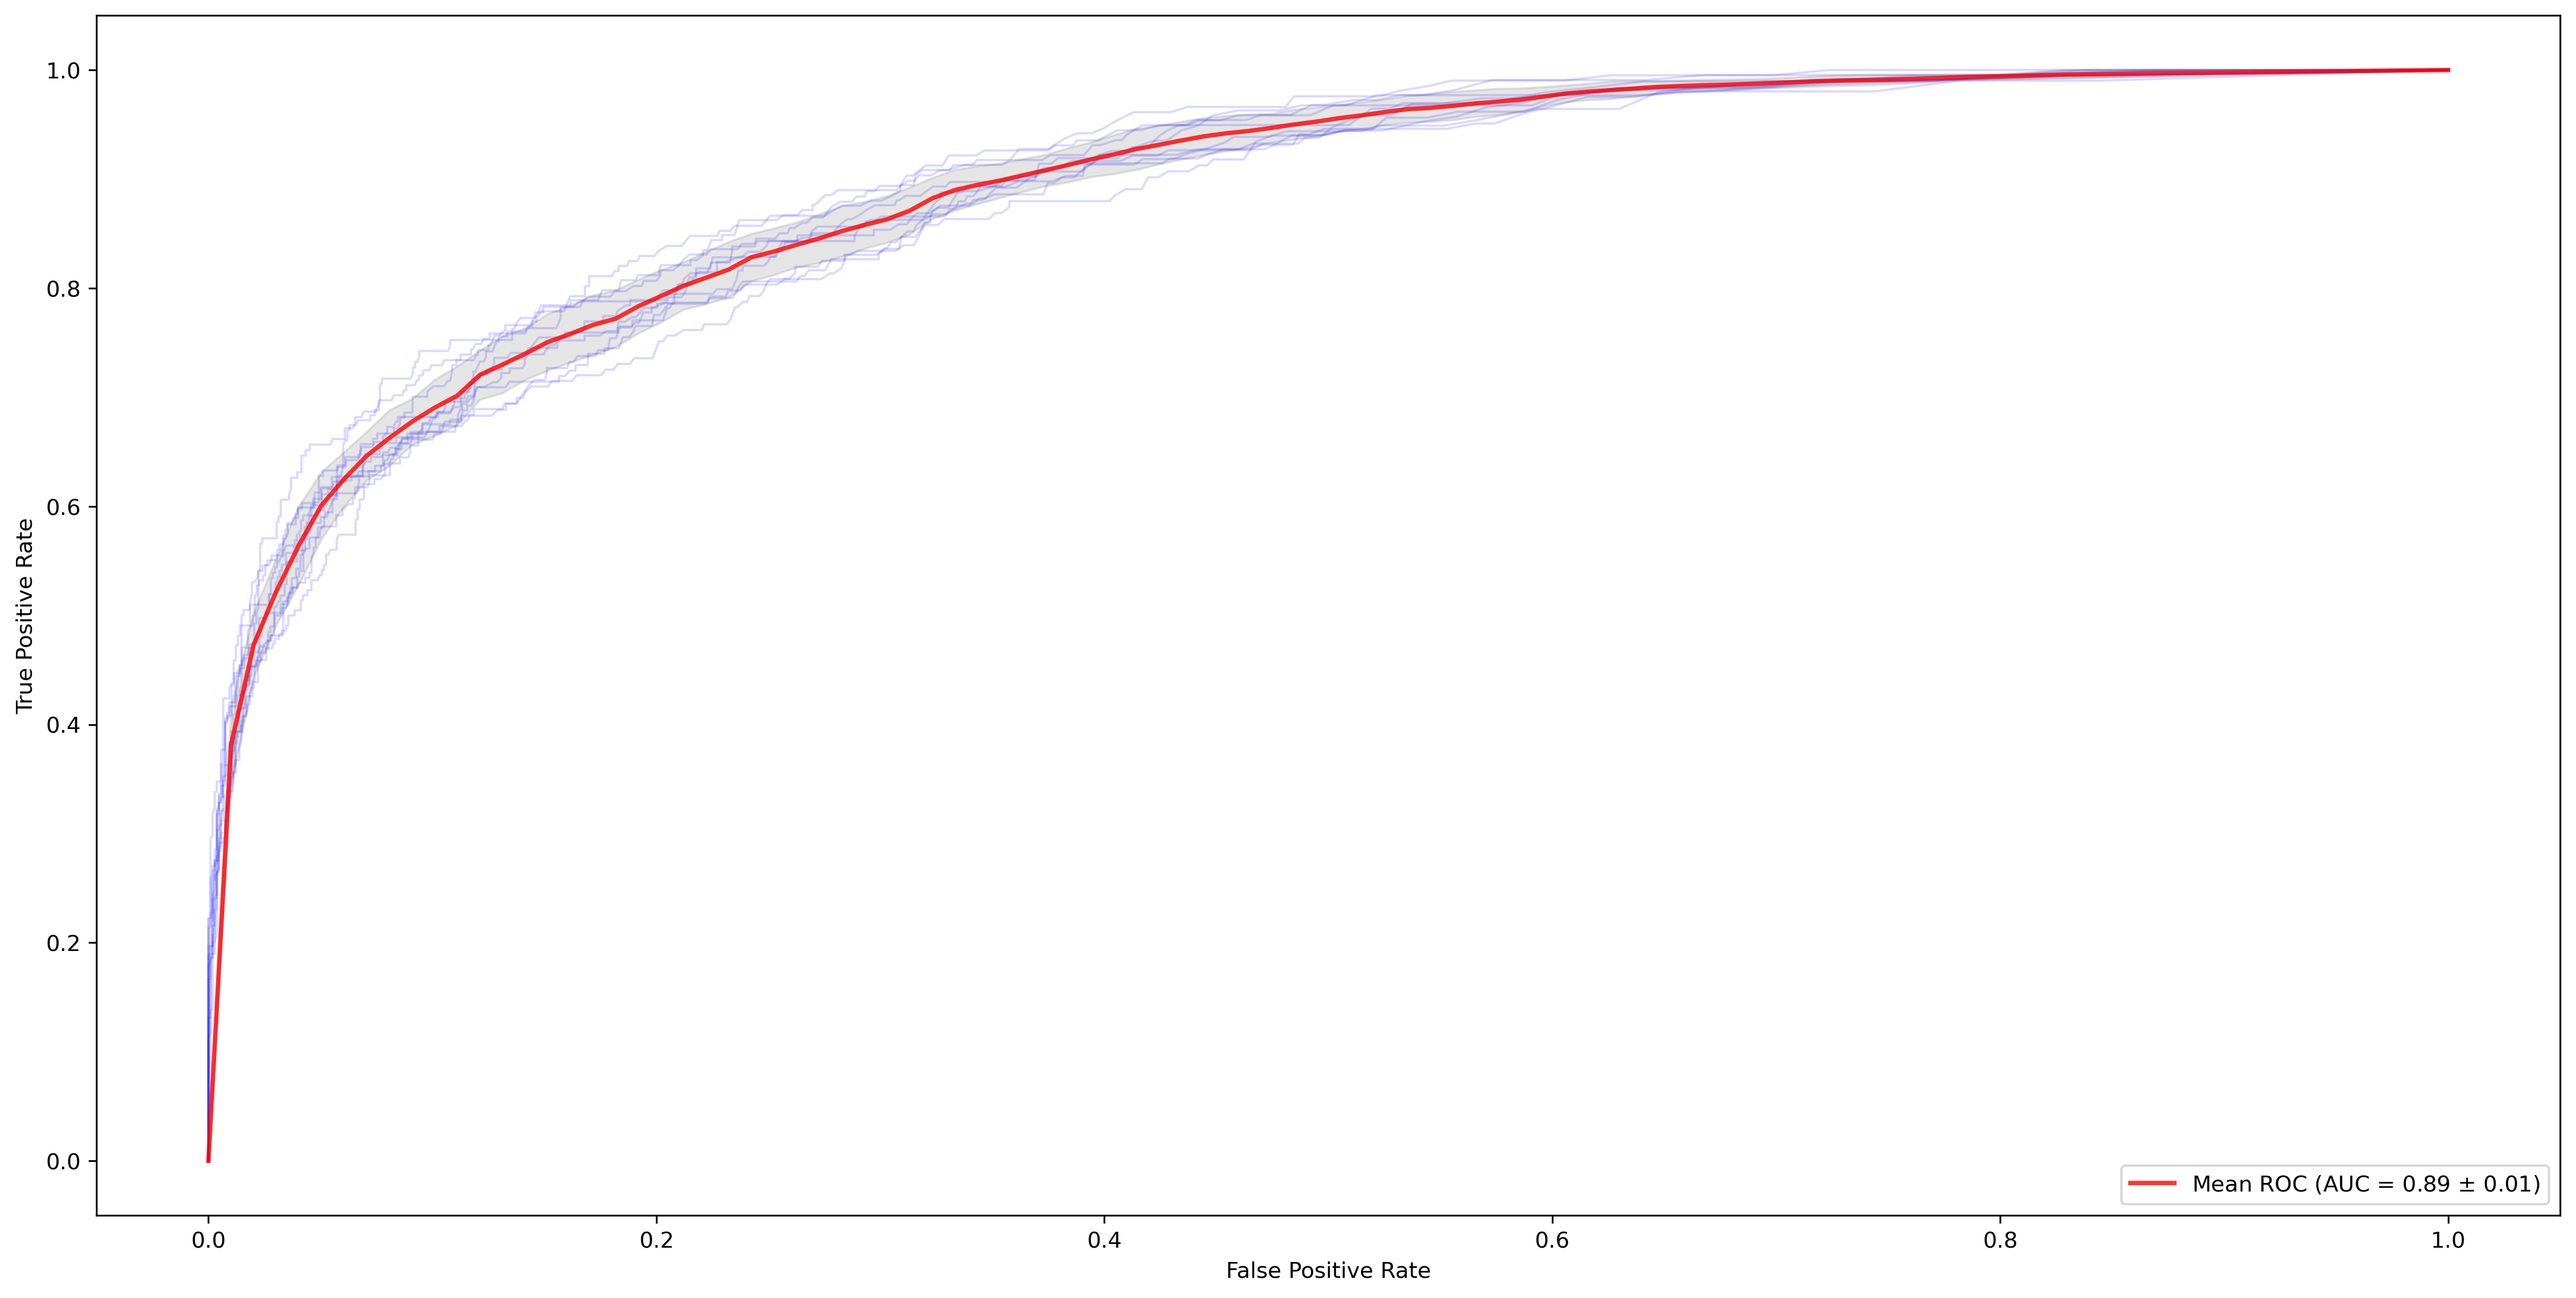 1.0
0.8
0.6
0.4
0.2
0.0
True Positive Rate
Mean ROC (AUC = 0.89 ± 0.01)
0.0 0.2 0.4 0.6 0.8 1.0
False Positive Rate